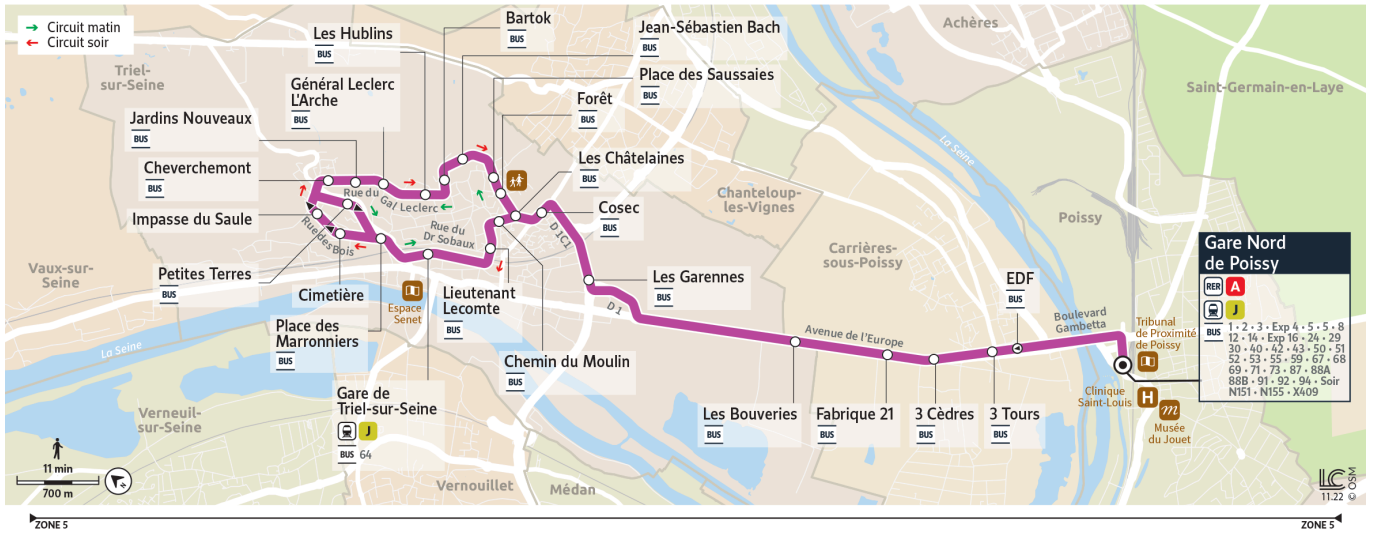 Circuit matin
Circuit soir
Triel-
sur-Seine
Les Hublins
BUS
Bartok
BUS
Jean-Sébastien Bach
BUS
Achères
Général Leclerc
L'Arche
BUS
Place des Saussaies
BUS
Saint-Germain-en-Laye
Forêt
BUS
Jardins Nouveaux
BUS
La Seine
Cheverchemont
BUS
Les Châtelaines
BUS
Rue du
Gal Leclerc
Chanteloup-
les-Vignes
Impasse du Saule
Rue des Bois
Rue du
Dr Sobaux
D 1C1
Cosec
BUS
Poissy
Carrières-
sous-Poissy
Vaux-sur-
Seine
Petites Terres
BUS
Cimetière
Espace
Senet
Lieutenant
Lecomte
BUS
Les Garennes
BUS
D 1
EDF
BUS
Gare Nord
de Poissy
RER A
J
BUS
1 • 2 • 3 • Exp 4 • 5 • 5 • 8
12 • 14 • Exp 16 • 24 • 29
30 • 40 • 42 • 43 • 50 • 51
52 • 53 • 55 • 59 • 67 • 68
69 • 71 • 73 • 87 • 88A
88B • 91 • 92 • 94 • Soir
N151 • N155 • X409
Boulevard
Gambetta
Tribunal
de Proximité
de Poissy
Place des
Marronniers
BUS
La Seine
Avenue de l'Europe
Chemin du Moulin
BUS
Clinique
Saint-Louis
H
m
Musée
du Jouet
Gare de
Triel-sur-Seine
J
BUS 64
Verneuil-
sur-Seine
Les Bouveries
BUS
Fabrique 21
BUS
3 Cèdres
BUS
3 Tours
BUS
11 min
700 m
Vernouillet
Médan
LC
11.22
© OSM
ZONE 5
ZONE 5